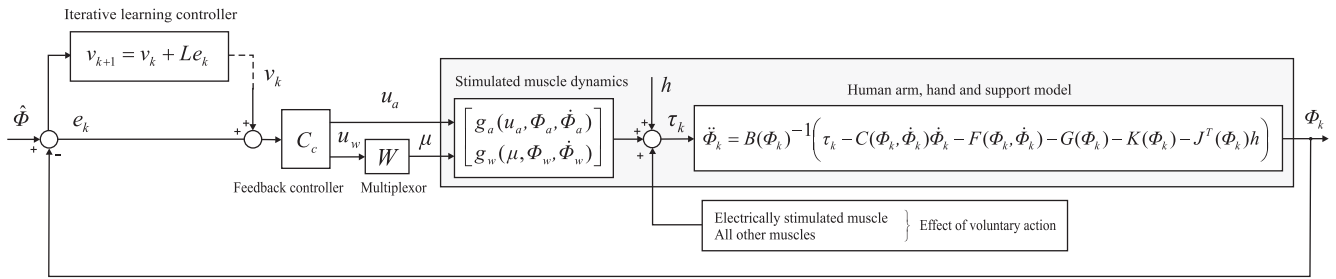 Iterative learning controller
v_{k+1} = v_k + Le_k
v_k
Φ̂
+
-
e_k
+
+
C_c
Feedback controller
u_a
u_w
W
Multiplexor
μ
Stimulated muscle dynamics
g_a(u_a, Φ_a, Φ̇_a)
g_w(μ, Φ_w, Φ̇_w)
h
+
+
+
τ_k
Human arm, hand and support model
Φ̈_k = B(Φ_k)^{-1}(τ_k − C(Φ_k, Φ̇_k)Φ̇_k − F(Φ_k, Φ̇_k) − G(Φ_k) − K(Φ_k) − J^T(Φ_k)h)
Φ_k
Electrically stimulated muscle
All other muscles
} Effect of voluntary action